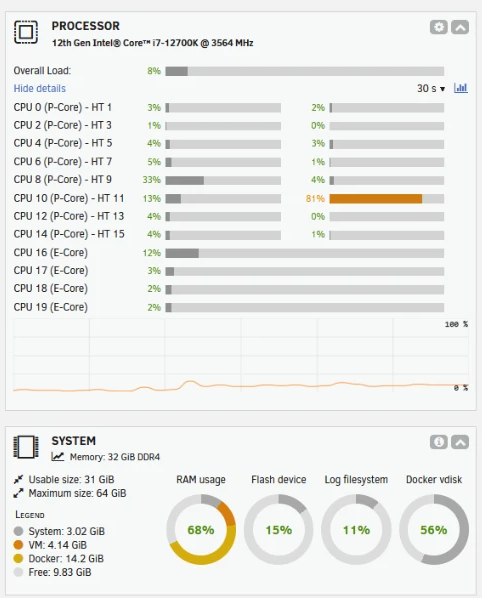 PROCESSOR
12th Gen Intel® Core™ i7-12700K @ 3564 MHz
Overall Load: 8%
Hide details 30 s ▾
CPU 0 (P-Core) - HT 1 3% 2%
CPU 2 (P-Core) - HT 3 1% 0%
CPU 4 (P-Core) - HT 5 4% 3%
CPU 6 (P-Core) - HT 7 5% 1%
CPU 8 (P-Core) - HT 9 33% 4%
CPU 10 (P-Core) - HT 11 13% 81%
CPU 12 (P-Core) - HT 13 4% 0%
CPU 14 (P-Core) - HT 15 4% 1%
CPU 16 (E-Core) 12%
CPU 17 (E-Core) 3%
CPU 18 (E-Core) 2%
CPU 19 (E-Core) 2%
100 %
0 %
SYSTEM
Memory: 32 GiB DDR4
Usable size: 31 GiB
Maximum size: 64 GiB
RAM usage Flash device Log filesystem Docker vdisk
LEGEND
System: 3.02 GiB
VM: 4.14 GiB
Docker: 14.2 GiB
Free: 9.83 GiB
68% 15% 11% 56%